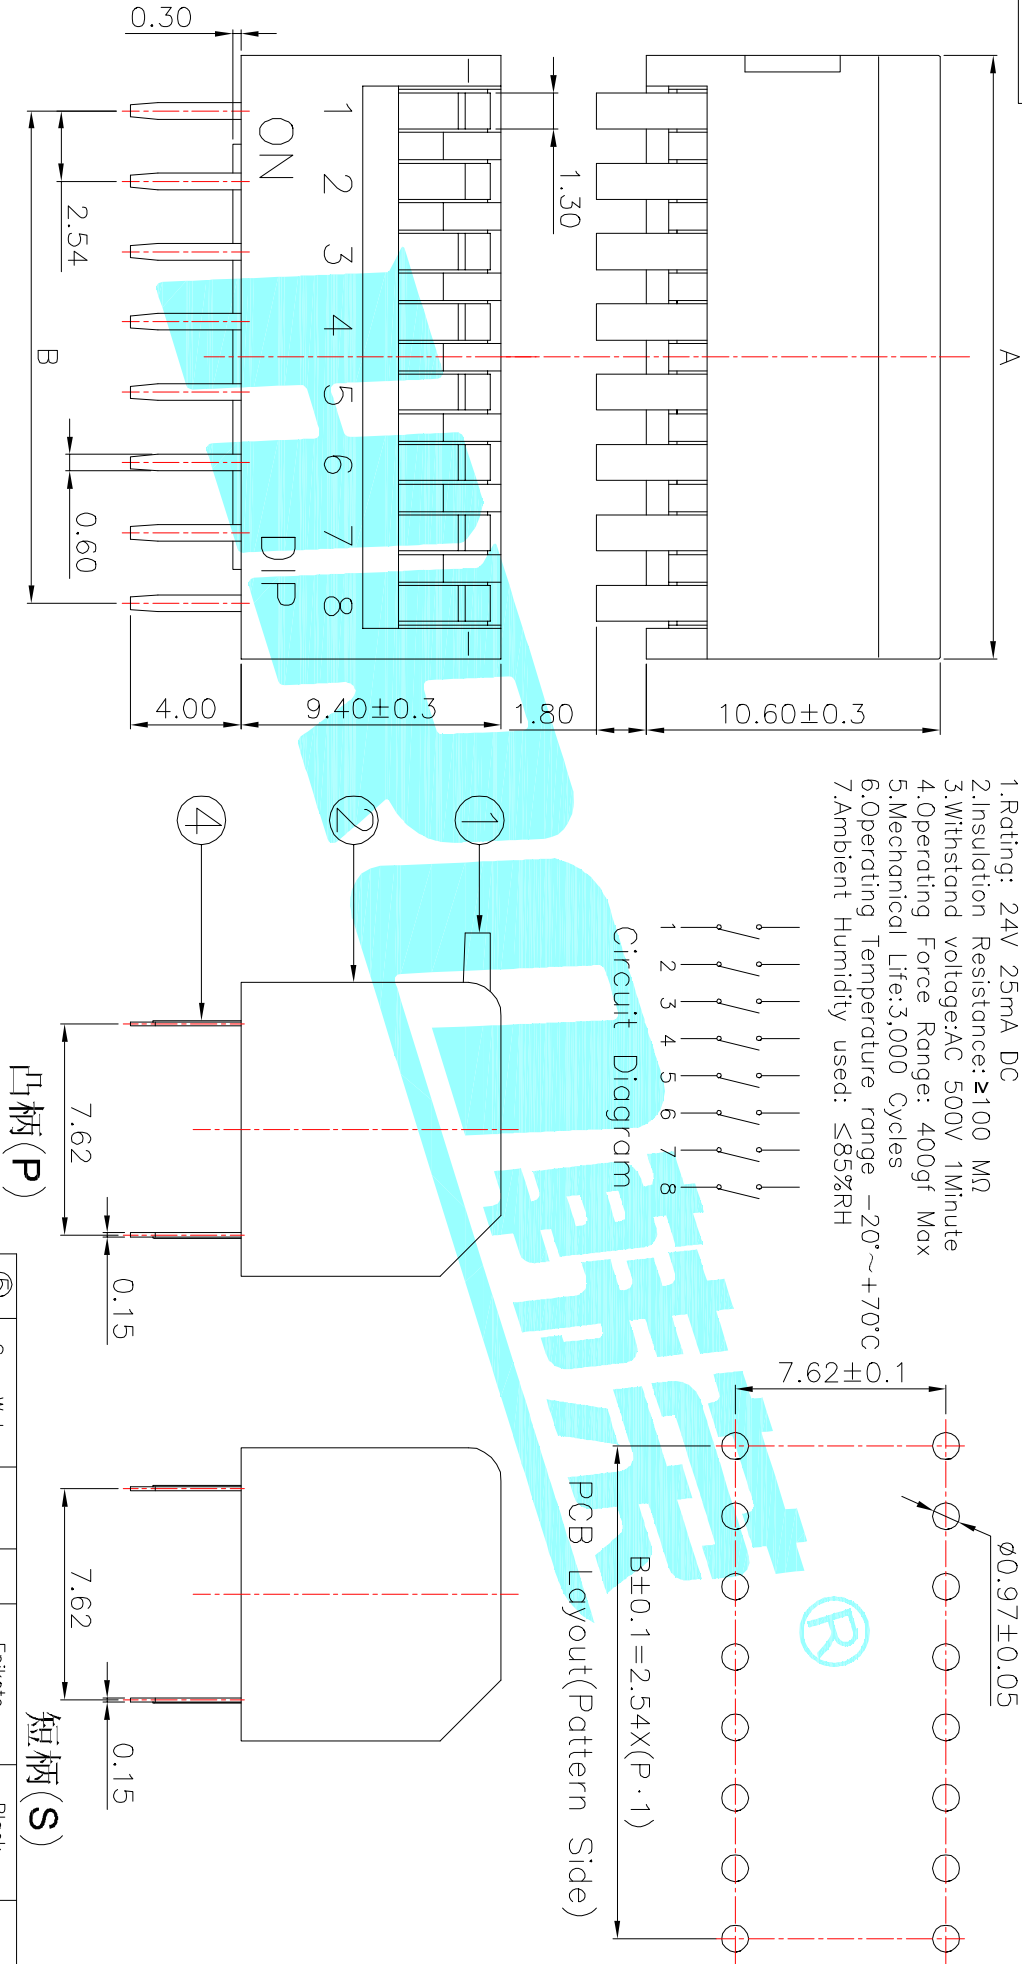 A
10.60±0.3
1.80
1.30
9.40±0.3
4.00
0.30
ON
DIP
1 2 3 4 5 6 7 8
2.54
B
0.60
1.Rating: 24V 25mA DC
2.Insulation Resistance:≥100 MΩ
3.Withstand voltage:AC 500V 1Minute
4.Operating Force Range: 400gf Max
5.Mechanical Life:3,000 Cycles
6.Operating Temperature range -20°~+70°C
7.Ambient Humidity used: ≤85%RH
1 2 3 4 5 6 7 8
Circuit Diagram
①
②
④
7.62
0.15
凸柄(P)
7.62±0.1
Ø0.97±0.05
B±0.1=2.54X(P·1)
PCB Layout(Pattern Side)
7.62
0.15
短柄(S)
®